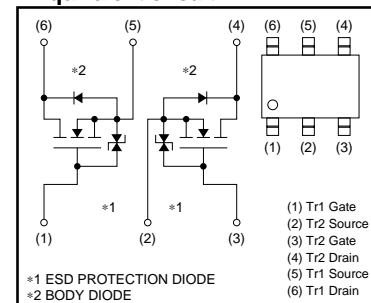 (6) (5) (4) (6) (5) (4)
∗2 ∗2
∗1 ∗1
(1) (2) (3)
(1) (2) (3)
(1) Tr1 Gate
(2) Tr2 Source
(3) Tr2 Gate
(4) Tr2 Drain
(5) Tr1 Source
(6) Tr1 Drain
∗1 ESD PROTECTION DIODE
∗2 BODY DIODE